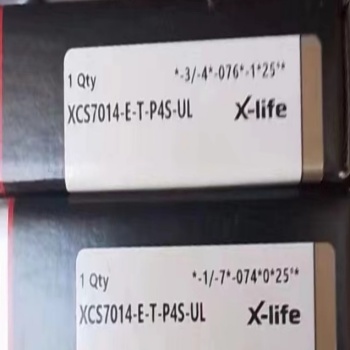 1 Qty *-3/-4*-076*-1*25°*
XCS7014-E-T-P4S-UL X-life
1 Qty *-1/-7*-074*0*25°*
XCS7014-E-T-P4S-UL X-life